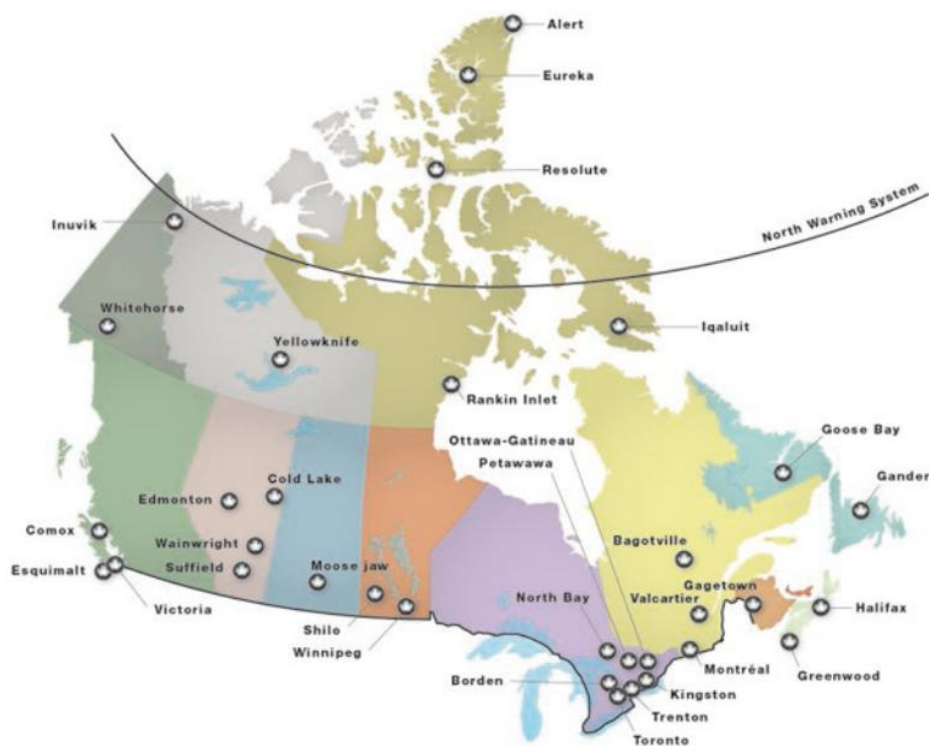 Alert
Eureka
Resolute
North Warning System
Inuvik
Whitehorse
Iqaluit
Yellowknife
Rankin Inlet
Ottawa-Gatineau
Petawawa
Goose Bay
Gander
Cold Lake
Edmonton
Comox
Wainwright
Bagotville
Esquimalt
Suffield
Moose jaw
Victoria
Gagetown
North Bay
Valcartier
Halifax
Shilo
Winnipeg
Montréal
Greenwood
Borden
Kingston
Trenton
Toronto